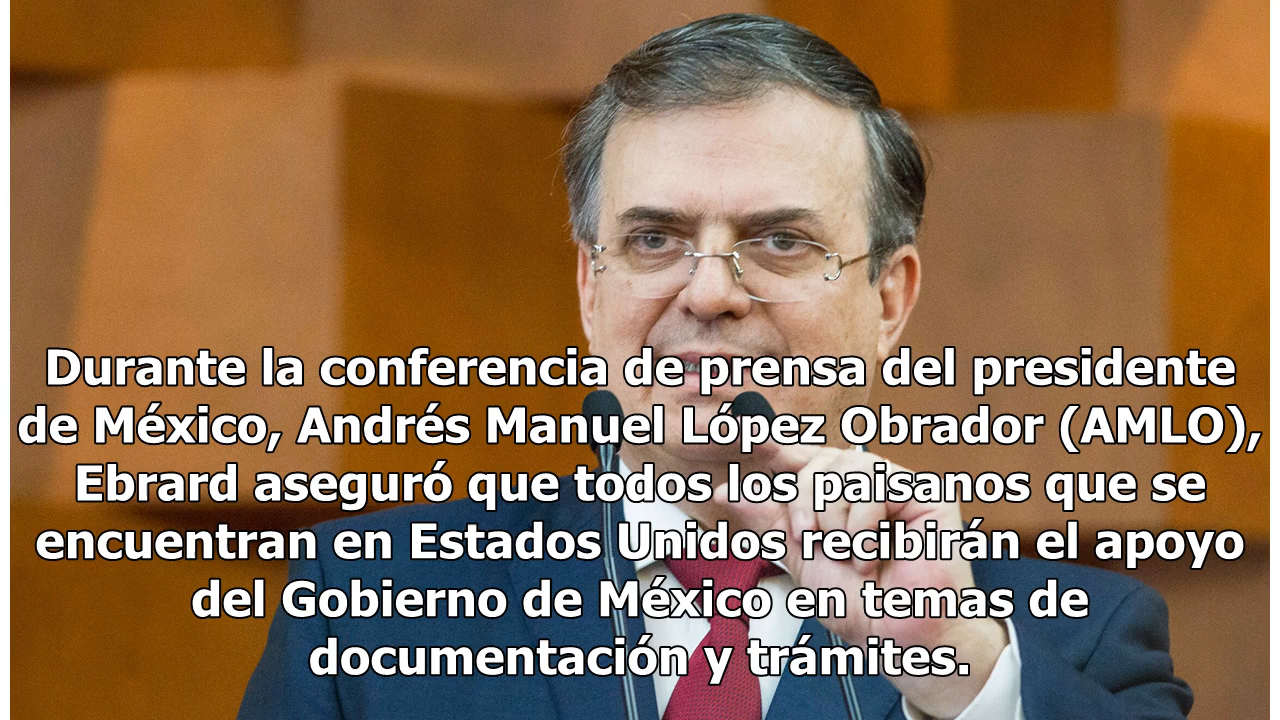 Durante la conferencia de prensa del presidente
de México, Andrés Manuel López Obrador (AMLO),
Ebrard aseguró que todos los paisanos que se
encuentran en Estados Unidos recibirán el apoyo
del Gobierno de México en temas de
documentación y trámites.